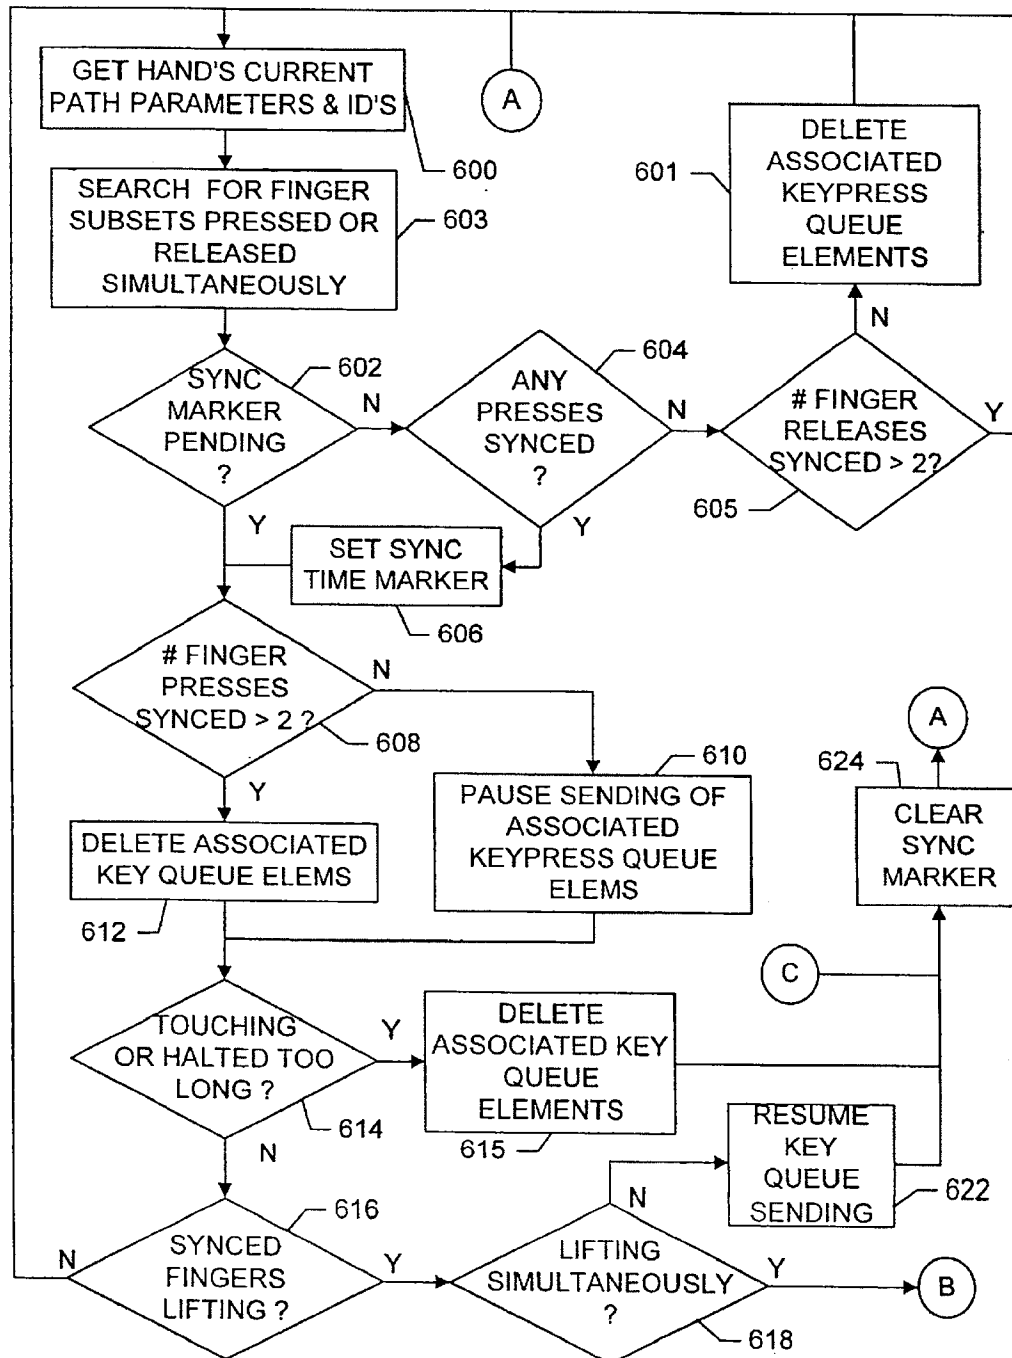 GET HAND'S CURRENT
PATH PARAMETERS & ID'S
600
A
DELETE
ASSOCIATED
KEYPRESS
QUEUE
ELEMENTS
601
SEARCH FOR FINGER
SUBSETS PRESSED OR
RELEASED
SIMULTANEOUSLY
603
N
SYNC
MARKER
PENDING
?
602
N
Y
ANY
PRESSES
SYNCED
?
604
N
Y
# FINGER
RELEASES
SYNCED > 2?
605
Y
SET SYNC
TIME MARKER
606
# FINGER
PRESSES
SYNCED > 2 ?
608
N
Y
A
624
CLEAR
SYNC
MARKER
610
PAUSE SENDING OF
ASSOCIATED
KEYPRESS QUEUE
ELEMS
DELETE ASSOCIATED
KEY QUEUE ELEMS
612
C
TOUCHING
OR HALTED TOO
LONG ?
614
Y
N
DELETE
ASSOCIATED KEY
QUEUE
ELEMENTS
615
RESUME
KEY
QUEUE
SENDING
622
N
SYNCED
FINGERS
LIFTING ?
616
Y
N
LIFTING
SIMULTANEOUSLY
?
618
Y
B